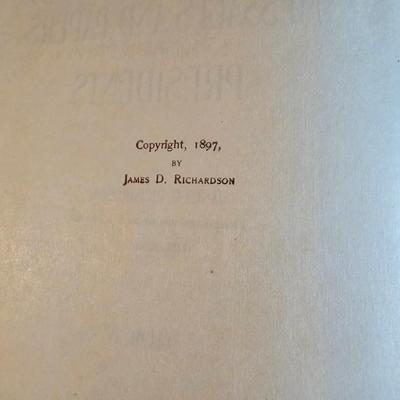 Copyright, 1897,
BY
JAMES D. RICHARDSON